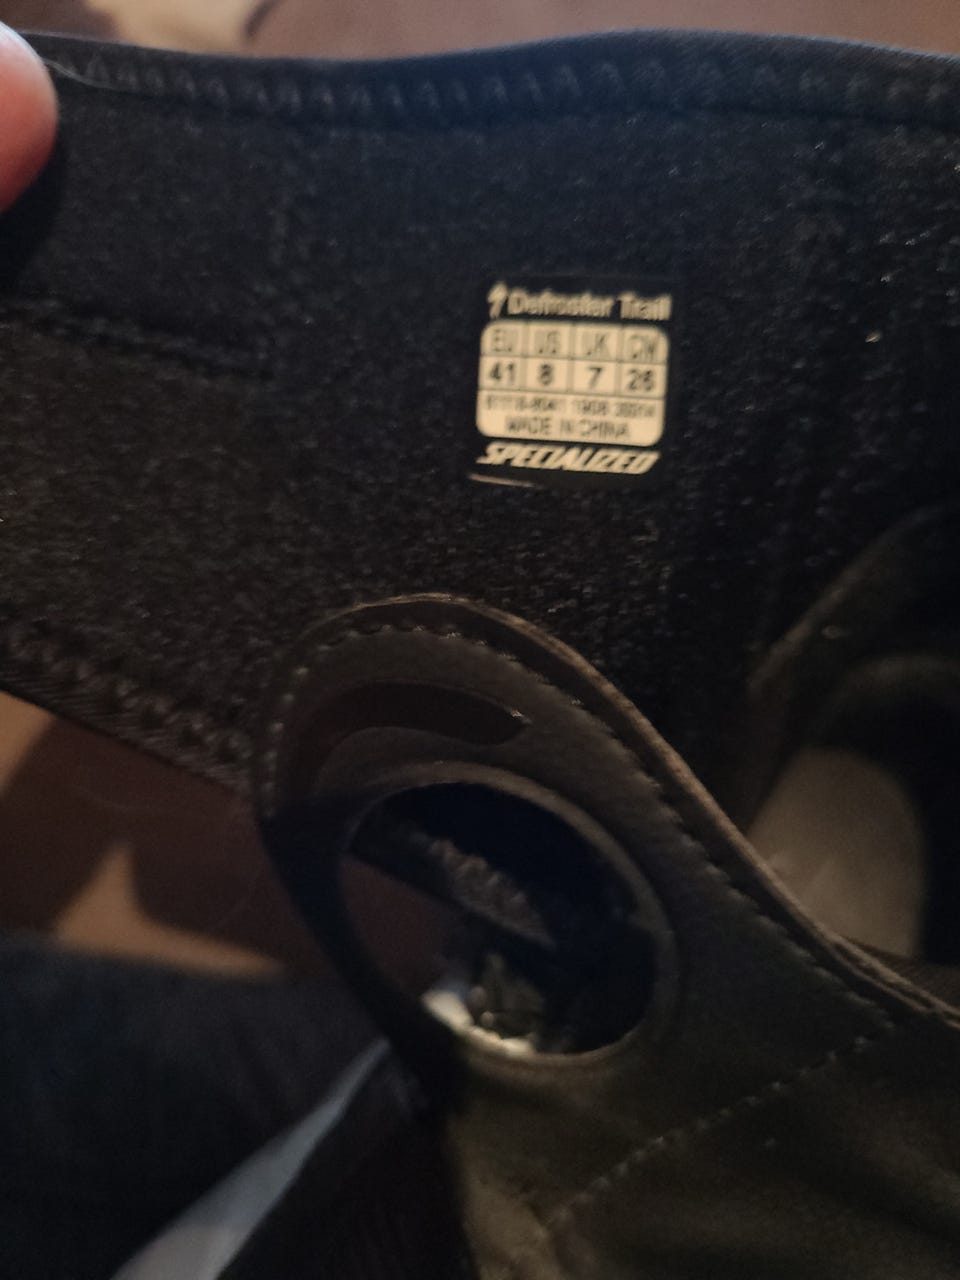 Defroster Trail
EU US UK CM
41 8 7 26
MADE IN CHINA
SPECIALIZED